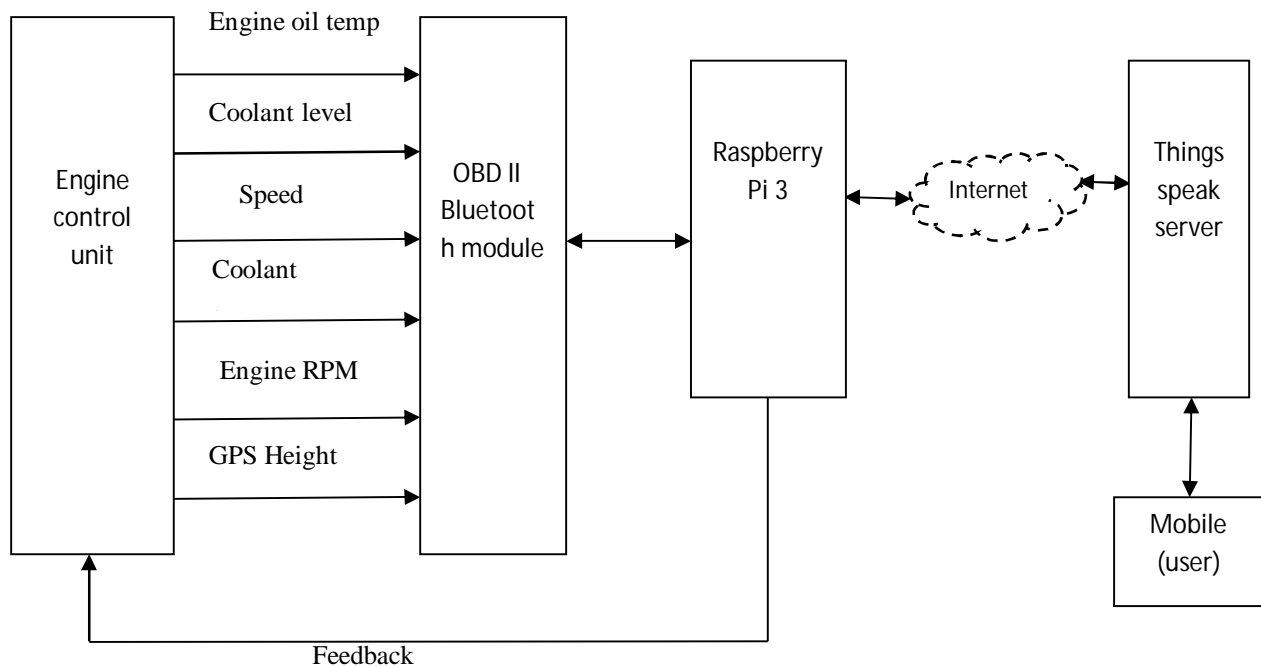 Engine oil temp
Coolant level
Speed
Coolant
Engine RPM
GPS Height
Engine
control
unit
OBD II
Bluetoot
h module
Raspberry
Pi 3
Internet
Things
speak
server
Mobile
(user)
Feedback